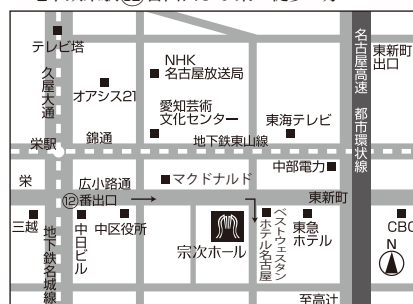 テレビ塔
NHK
名古屋放送局
オアシス21
愛知芸術
文化センター
東海テレビ
久屋大通
名古屋高速 都市環状線
東新町
出口
栄駅
錦通
地下鉄東山線
中部電力
栄
広小路通
マクドナルド
東新町
⑫番出口
三越
地下鉄名城線
中日ビル
中区役所
宗次ホール
ベストウェスタン
ホテル名古屋
東急
ホテル
CBC
N
至高辻